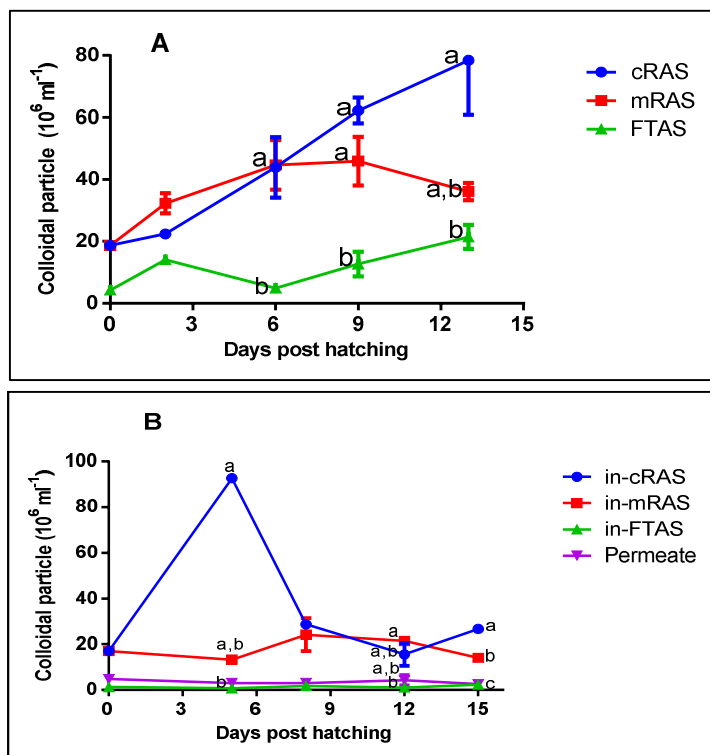 A
Colloidal particle (10⁶ ml⁻¹)
80
60
40
20
0
a
a
a
a
a,b
b
b
b
0
3
6
9
12
15
Days post hatching
cRAS
mRAS
FTAS
B
Colloidal particle (10⁶ ml⁻¹)
100
80
60
40
20
0
a
a,b
b
a
a,b
a,b
b
a
b
c
0
3
6
9
12
15
Days post hatching
in-cRAS
in-mRAS
in-FTAS
Permeate